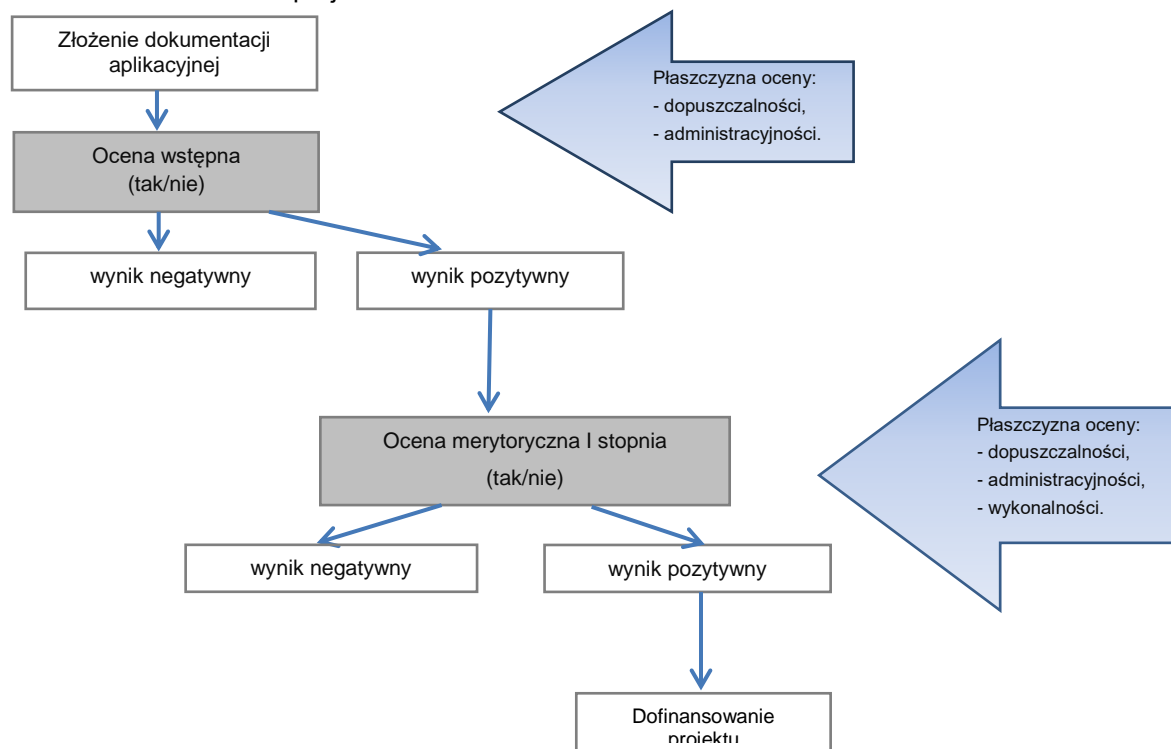 Złożenie dokumentacji
aplikacyjnej
Płaszczyzna oceny:
- dopuszczalności,
- administracyjności.
Ocena wstępna
(tak/nie)
wynik negatywny
wynik pozytywny
Ocena merytoryczna I stopnia
(tak/nie)
Płaszczyzna oceny:
- dopuszczalności,
- administracyjności,
- wykonalności.
wynik negatywny
wynik pozytywny
Dofinansowanie
projektu